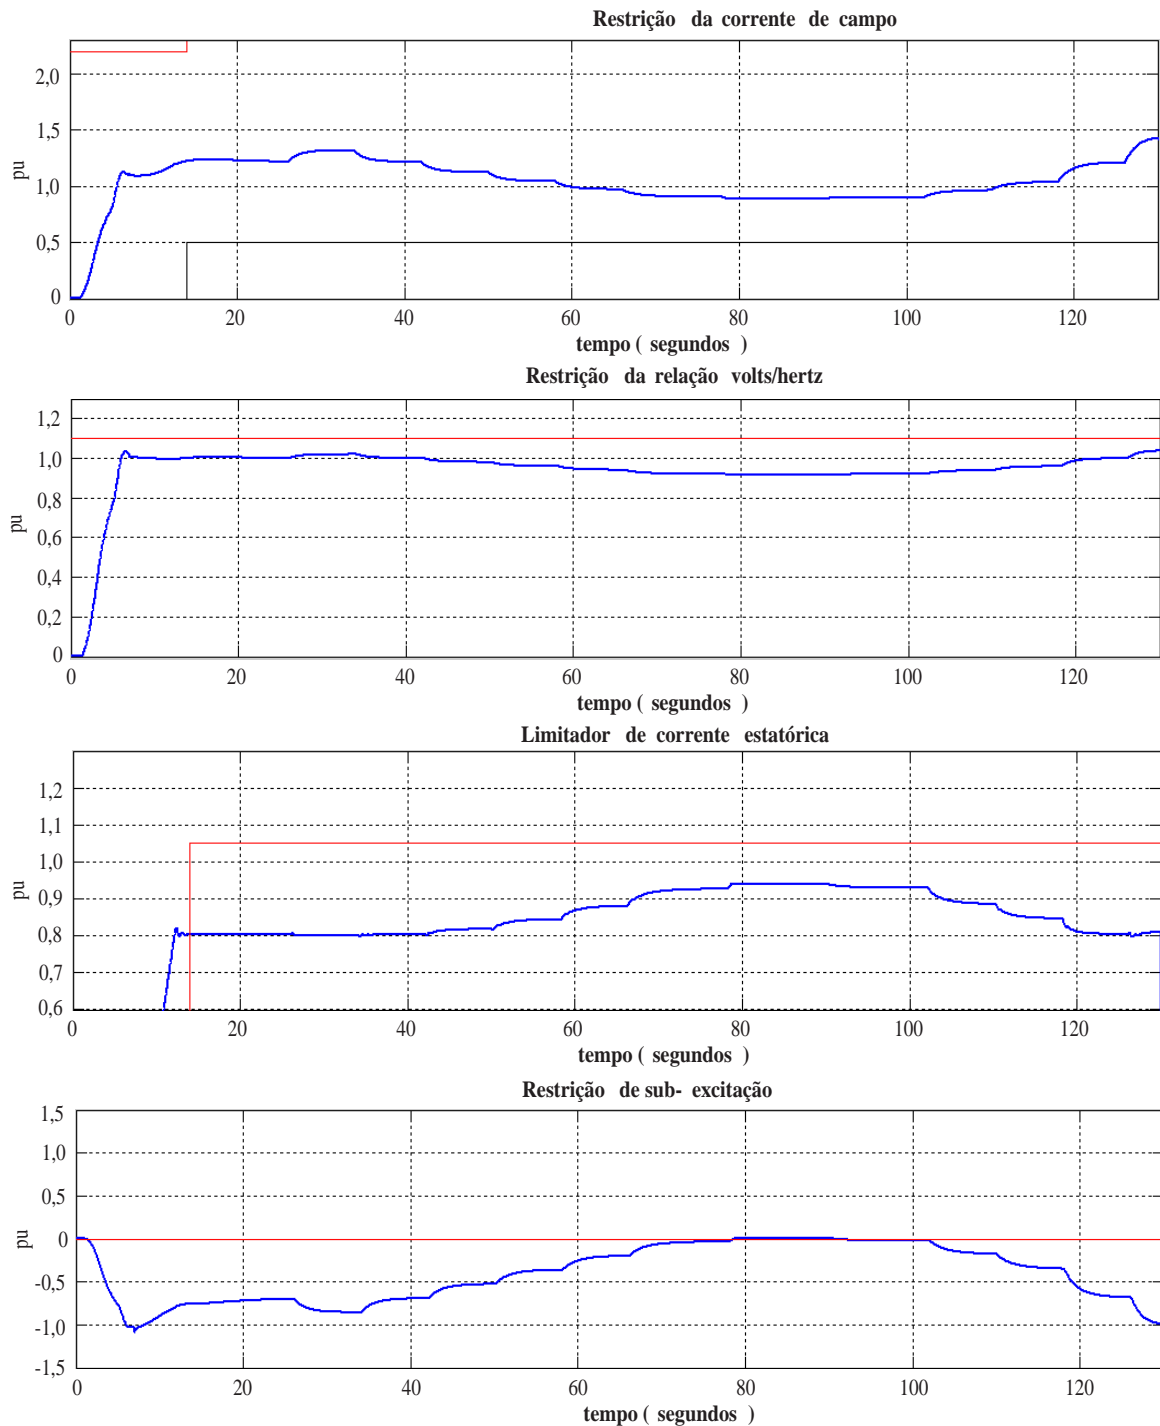 Restrição da corrente de campo
2,0
1,5
1,0
0,5
0
pu
0 20 40 60 80 100 120
tempo ( segundos )
Restrição da relação volts/hertz
1,2
1,0
0,8
0,6
0,4
0,2
0
pu
0 20 40 60 80 100 120
tempo ( segundos )
Limitador de corrente estatórica
1,2
1,1
1,0
0,9
0,8
0,7
0,6
pu
0 20 40 60 80 100 120
tempo ( segundos )
Restrição de sub- excitação
1,5
1,0
0,5
0
-0,5
-1,0
-1,5
pu
0 20 40 60 80 100 120
tempo ( segundos )